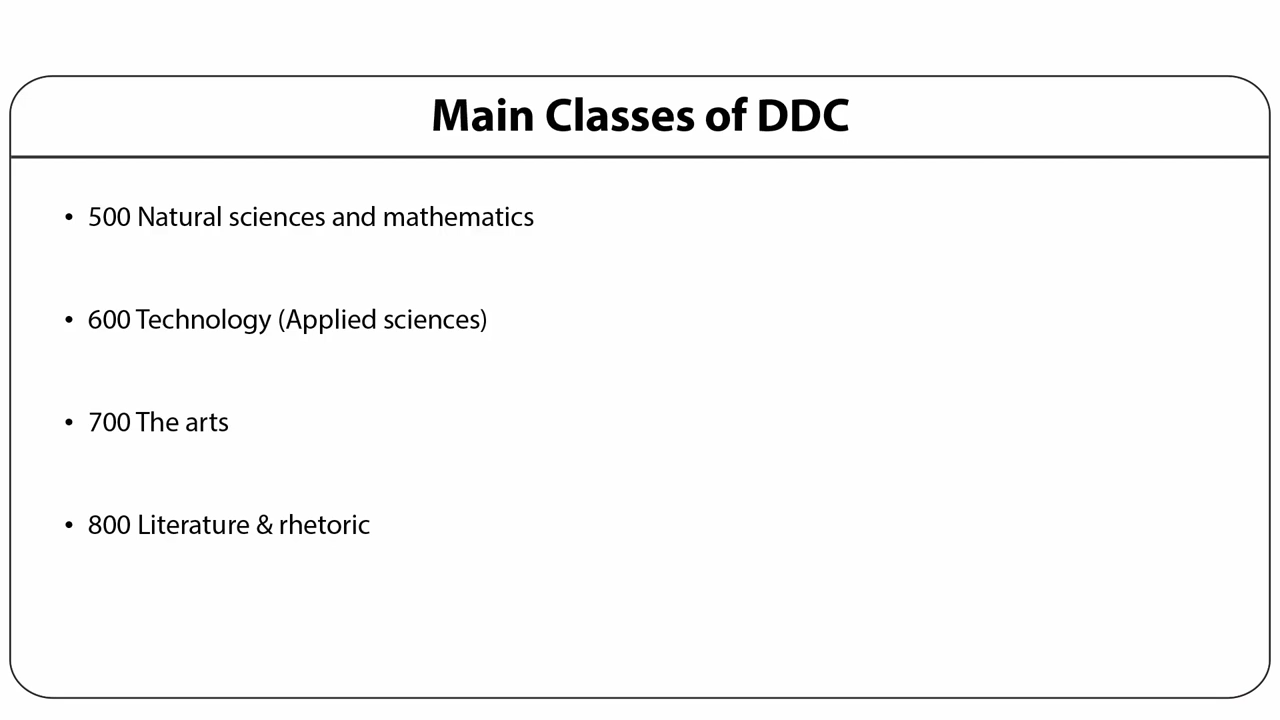 Main Classes of DDC
• 500 Natural sciences and mathematics
• 600 Technology (Applied sciences)
• 700 The arts
• 800 Literature & rhetoric